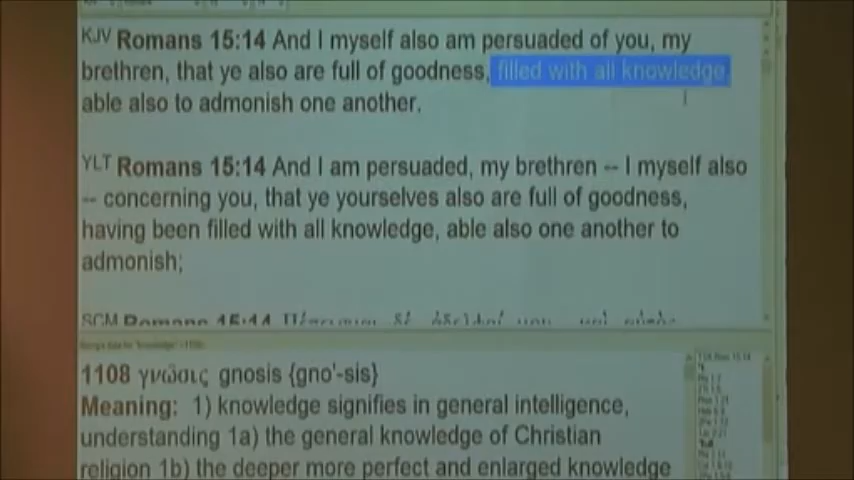 KJV Romans 15:14 And I myself also am persuaded of you, my
brethren, that ye also are full of goodness, filled with all knowledge,
able also to admonish one another.
YLT Romans 15:14 And I am persuaded, my brethren -- I myself also
-- concerning you, that ye yourselves also are full of goodness,
having been filled with all knowledge, able also one another to
admonish;
Romans 15:14
1108 γνῶσις gnosis {gno'-sis}
Meaning: 1) knowledge signifies in general intelligence,
understanding 1a) the general knowledge of Christian
religion 1b) the deeper more perfect and enlarged knowledge